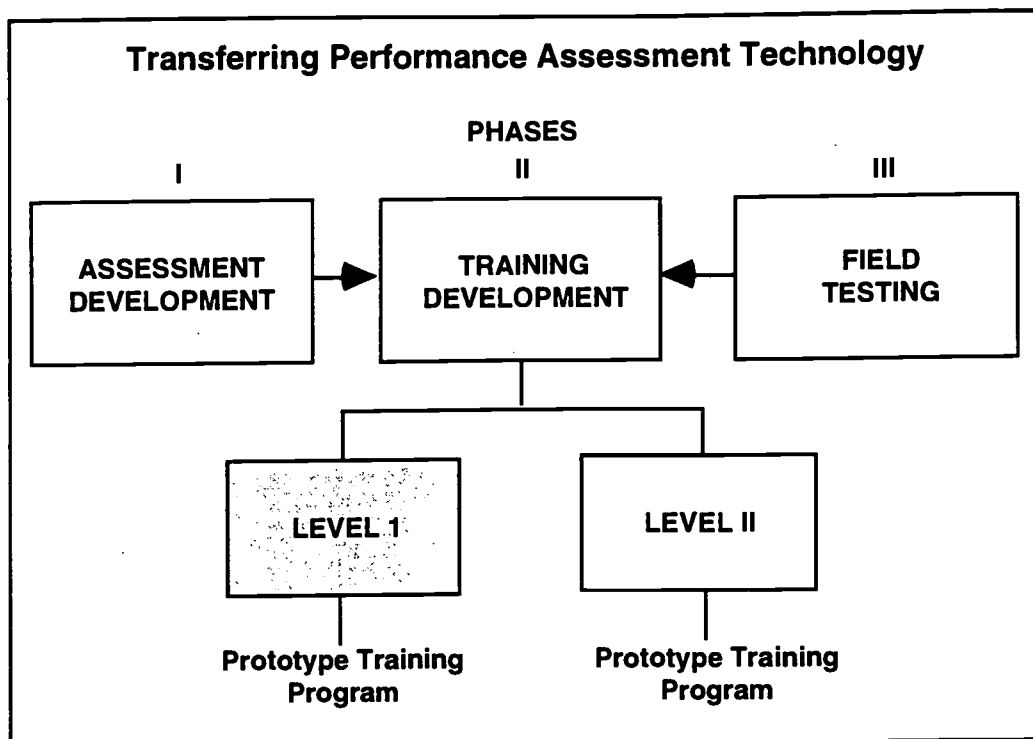 Transferring Performance Assessment Technology
PHASES
I
II
III
ASSESSMENT
DEVELOPMENT
TRAINING
DEVELOPMENT
FIELD
TESTING
LEVEL 1
LEVEL II
Prototype Training
Program
Prototype Training
Program